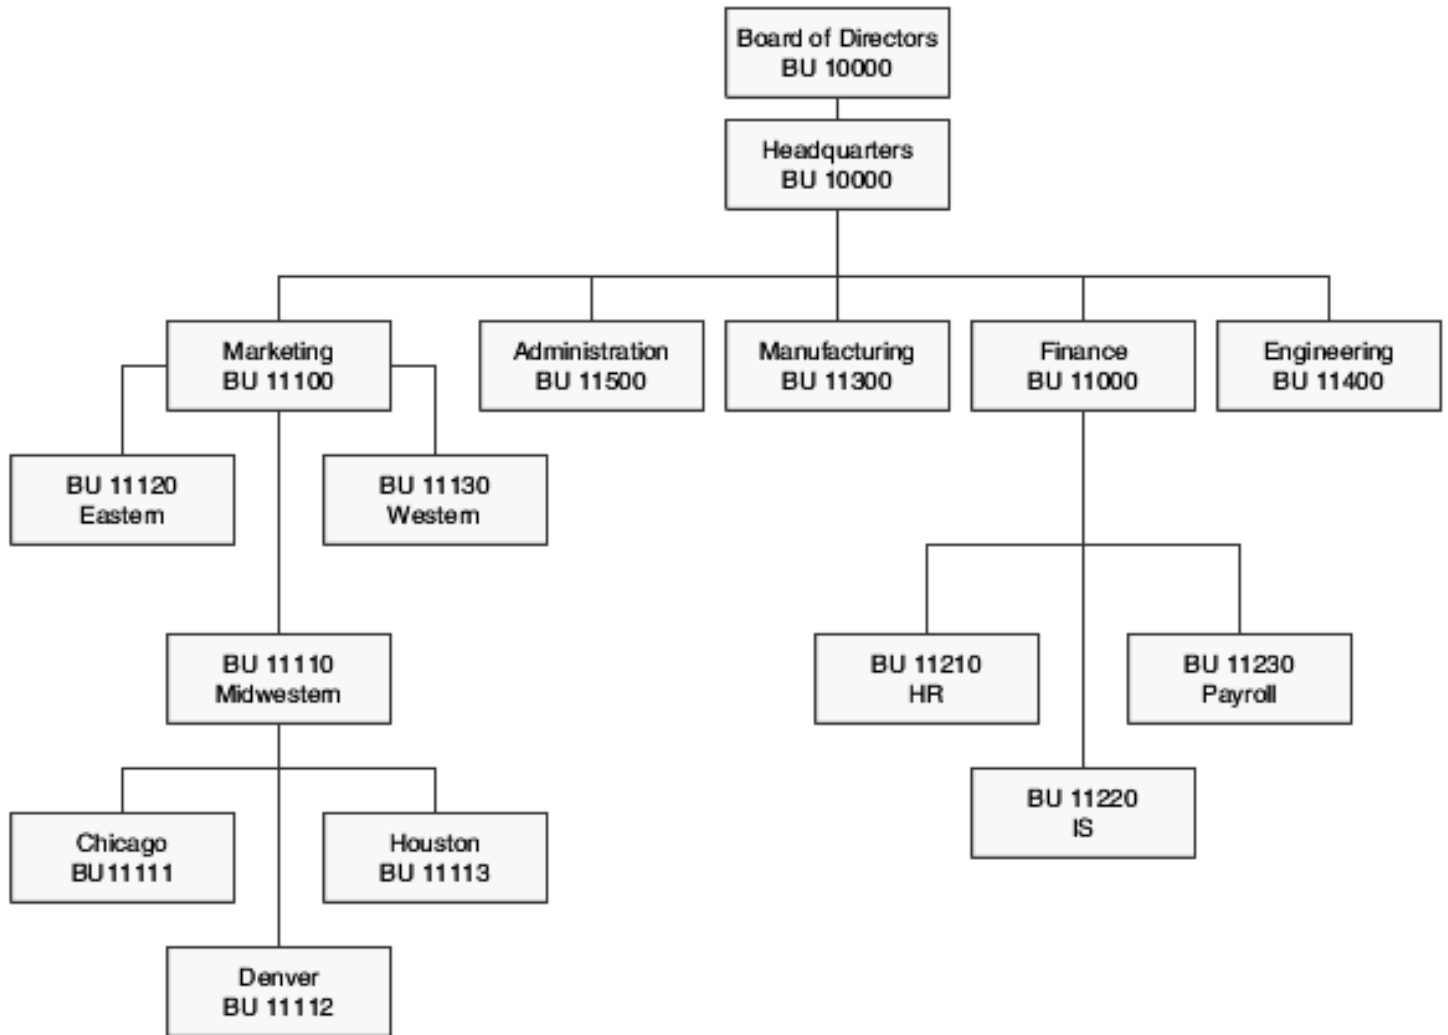 Board of Directors
BU 10000
Headquarters
BU 10000
Marketing
BU 11100
Administration
BU 11500
Manufacturing
BU 11300
Finance
BU 11000
Engineering
BU 11400
BU 11120
Eastern
BU 11130
Western
BU 11110
Midwestern
BU 11210
HR
BU 11230
Payroll
BU 11220
IS
Chicago
BU11111
Houston
BU 11113
Denver
BU 11112